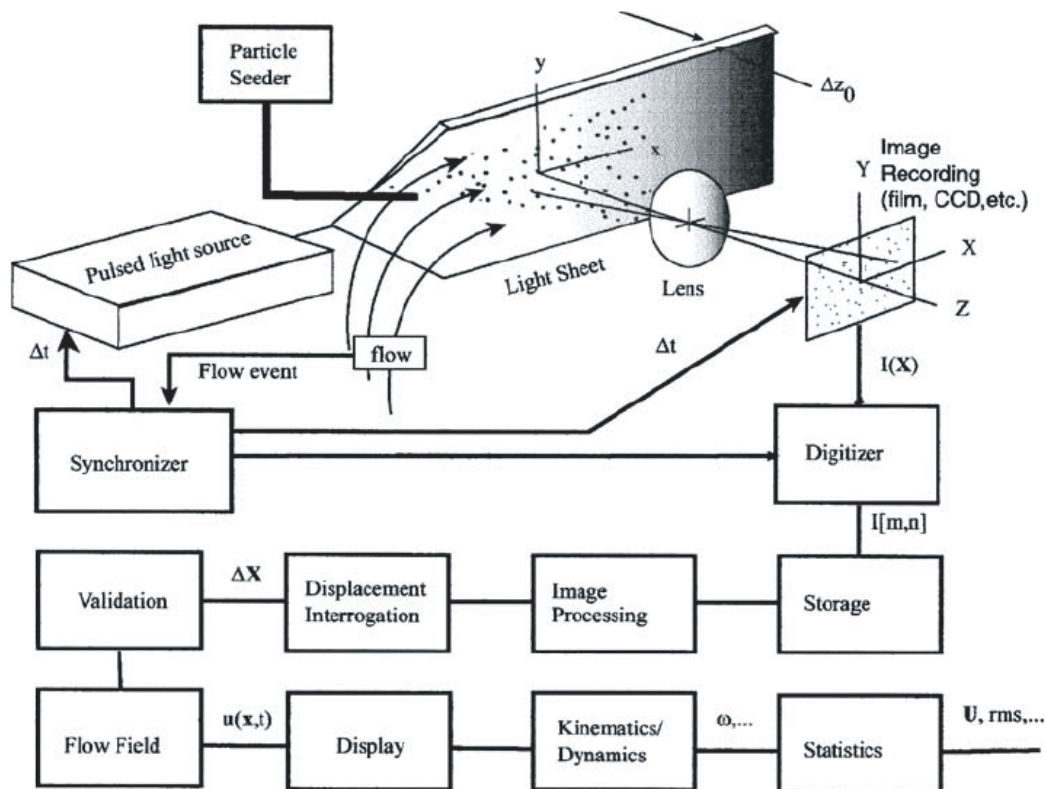 Particle
Seeder
y
x
Δz₀
Image
Recording
(film, CCD,etc.)
Y
X
Z
Pulsed light source
Light Sheet
Lens
Δt
flow
Flow event
Δt
I(X)
Synchronizer
Digitizer
I[m,n]
Validation
ΔX
Displacement
Interrogation
Image
Processing
Storage
Flow Field
u(x,t)
Display
Kinematics/
Dynamics
ω,...
Statistics
U, rms,...